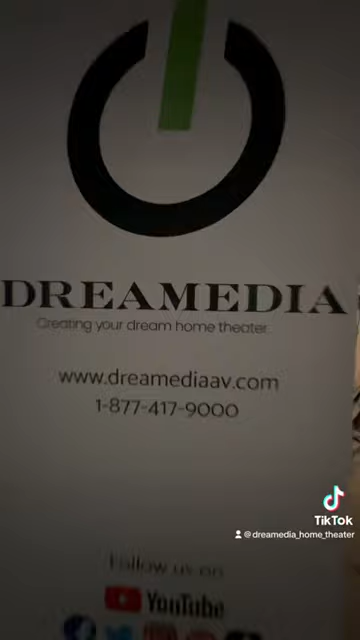 DREAMEDIA
Creating your dream home theater
www.dreamediaav.com
1-877-417-9000
TikTok
@dreamedia_home_theater
Follow us on
YouTube